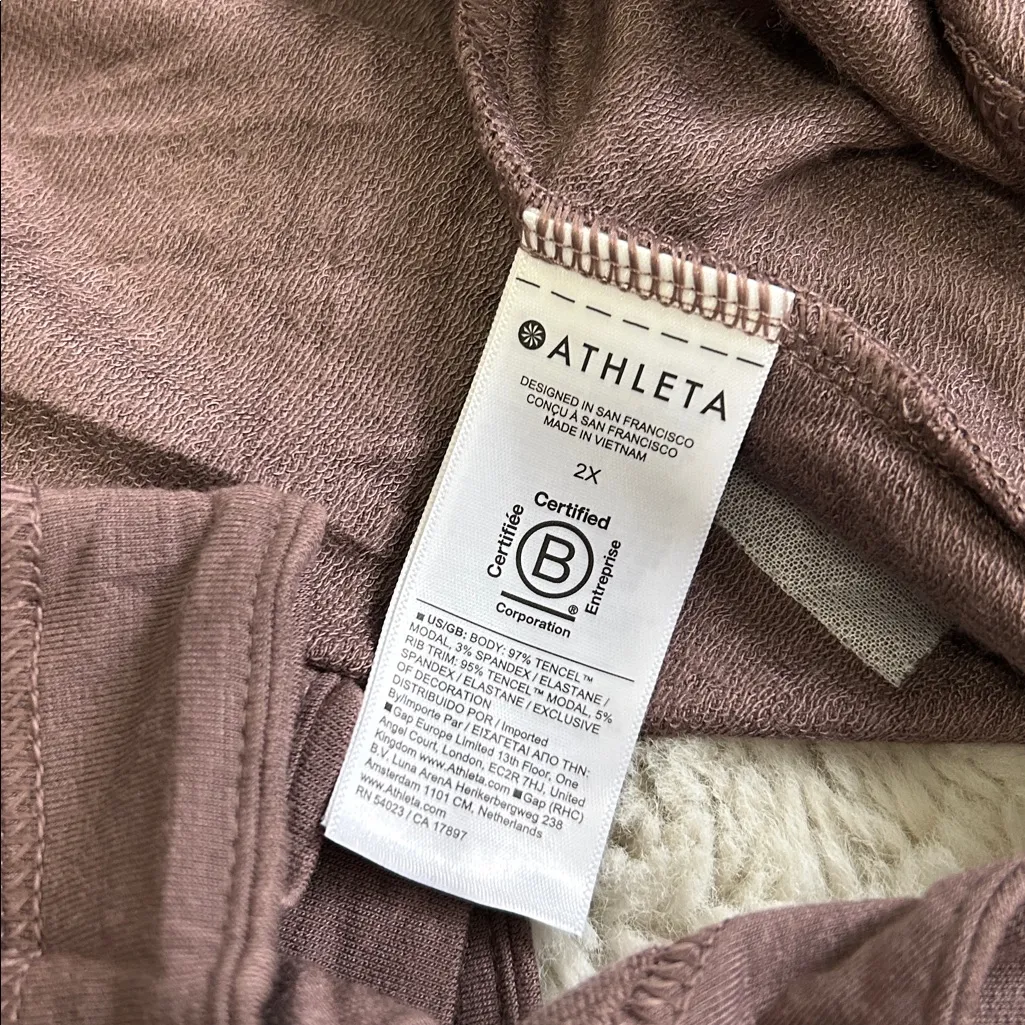 ATHLETA
DESIGNED IN SAN FRANCISCO
CONÇU À SAN FRANCISCO
MADE IN VIETNAM
2X
Certified
Certifiée
B
Entreprise
®
Corporation
■ US/GB: BODY: 97% TENCEL™
MODAL, 3% SPANDEX / ELASTANE /
RIB TRIM: 95% TENCEL™ MODAL, 5%
SPANDEX / ELASTANE / EXCLUSIVE
OF DECORATION
DISTRIBUIDO POR / Imported
By/Importe Par / ΕΙΣΑΓΕΤΑΙ ΑΠΟ ΤΗΝ:
■ Gap Europe Limited 13th Floor, One
Angel Court, London, EC2R 7HJ, United
Kingdom www.Athleta.com ■ Gap (RHC)
B.V. Luna ArenA Herikerbergweg 238
Amsterdam 1101 CM, Netherlands
www.Athleta.com
RN 54023 / CA 17897